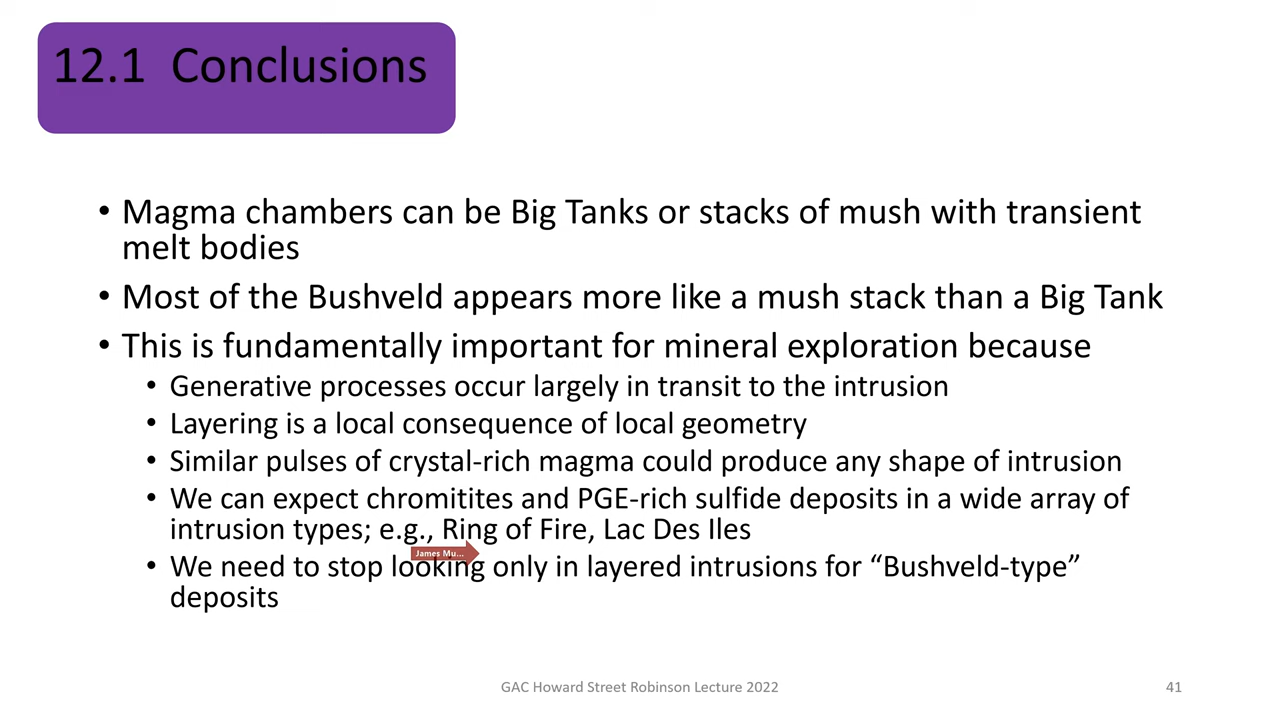 12.1 Conclusions
• Magma chambers can be Big Tanks or stacks of mush with transient
melt bodies
• Most of the Bushveld appears more like a mush stack than a Big Tank
• This is fundamentally important for mineral exploration because
• Generative processes occur largely in transit to the intrusion
• Layering is a local consequence of local geometry
• Similar pulses of crystal-rich magma could produce any shape of intrusion
• We can expect chromitites and PGE-rich sulfide deposits in a wide array of
intrusion types; e.g., Ring of Fire, Lac Des Iles
James Mu...
• We need to stop looking only in layered intrusions for “Bushveld-type”
deposits
GAC Howard Street Robinson Lecture 2022
41